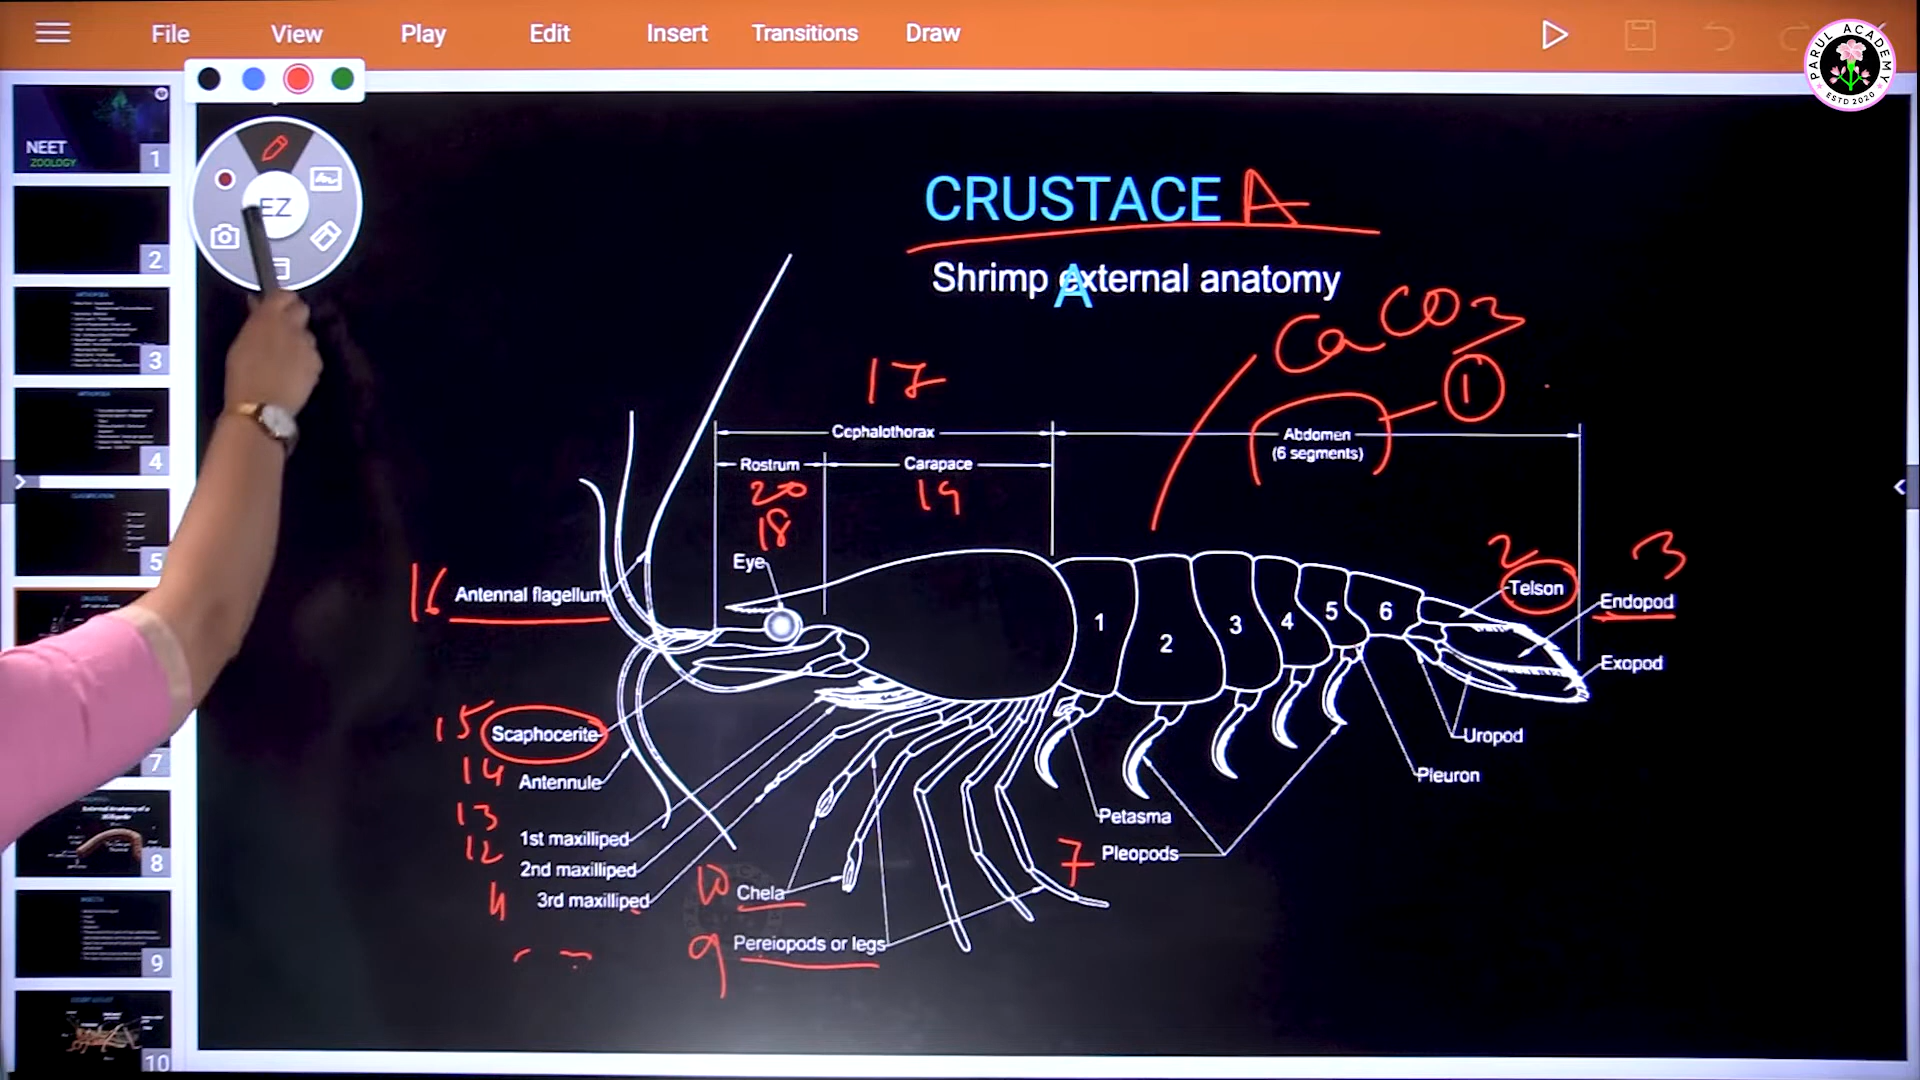 File View Play Edit Insert Transitions Draw
PARUL ACADEMY
ESTD 2020
EZ
NEET
ZOOLOGY
1
2
3
4
5
7
8
9
10
CRUSTACE A
Shrimp external anatomy
A
CaCO3
1
17
Cephalothorax
Abdomen
(6 segments)
Rostrum
Carapace
20
19
18
Eye
2
3
Telson
Endopod
Exopod
16 Antennal flagellum
1 2 3 4 5 6
15 Scaphocerite
Uropod
14 Antennule
Pleuron
13
Petasma
1st maxilliped
12
7 Pleopods
2nd maxilliped
10 Chela
11 3rd maxilliped
9 Pereiopods or legs